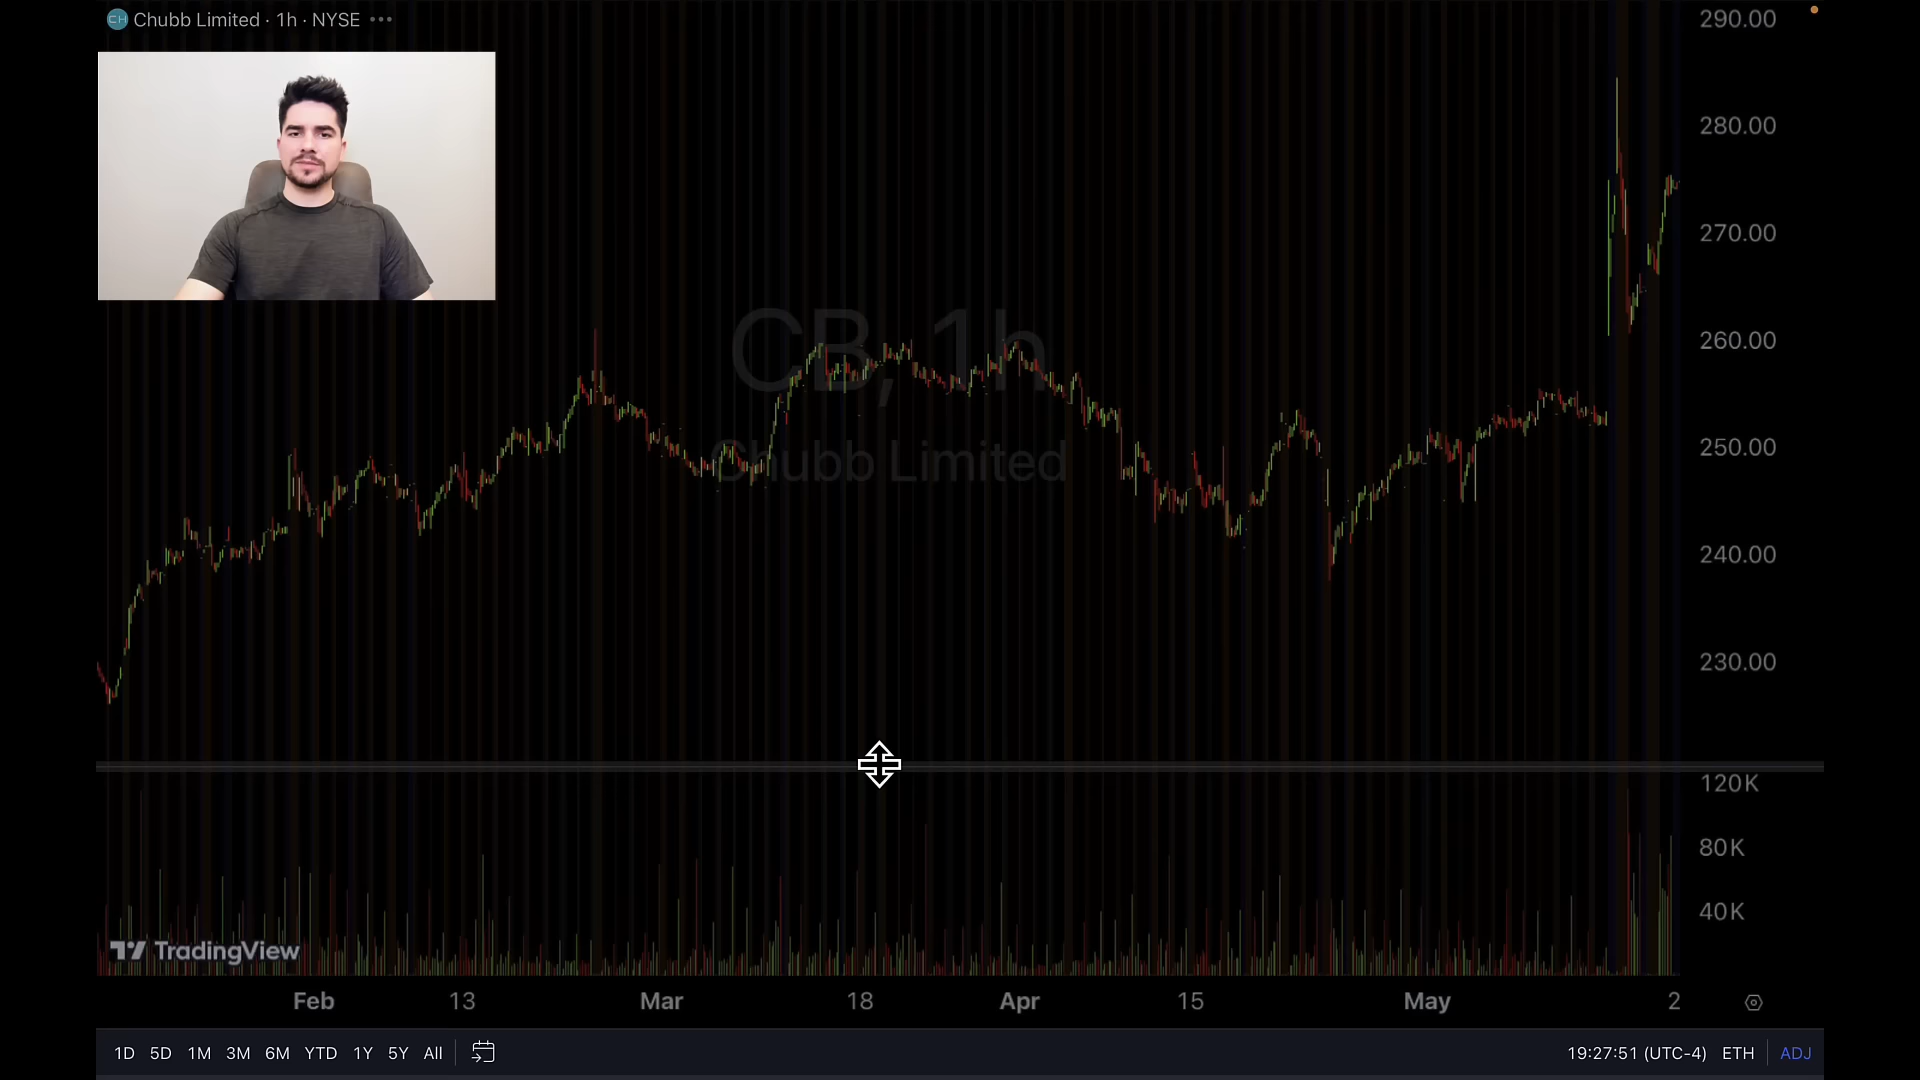 CH Chubb Limited · 1h · NYSE
290.00
280.00
270.00
260.00
250.00
240.00
230.00
CB, 1h
Chubb Limited
120K
80K
40K
TradingView
Feb 13 Mar 18 Apr 15 May 2
1D 5D 1M 3M 6M YTD 1Y 5Y All 19:27:51 (UTC-4) ETH ADJ